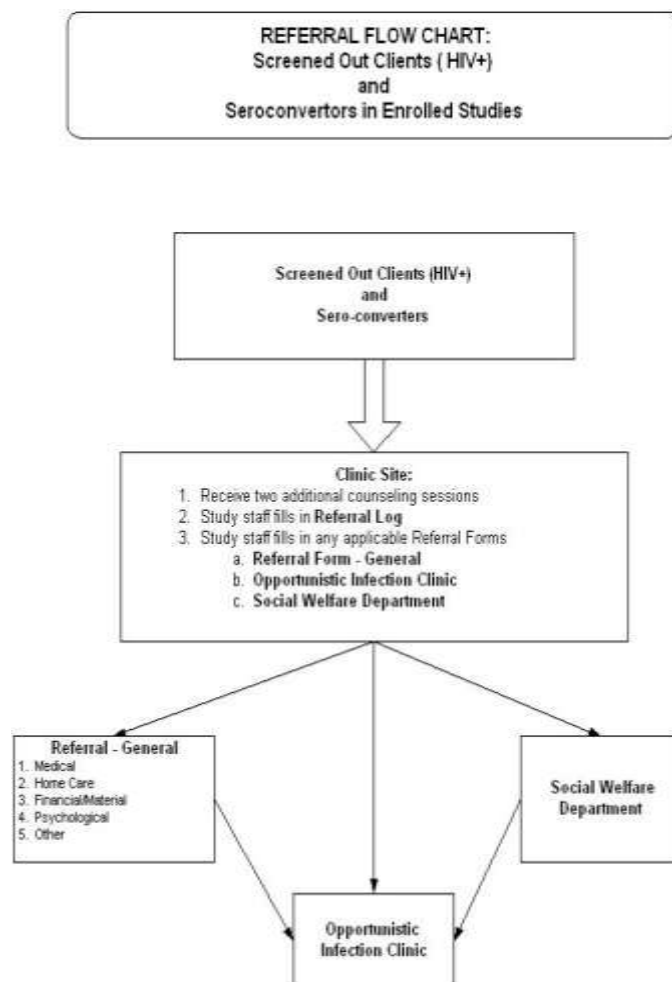 REFERRAL FLOW CHART:
Screened Out Clients ( HIV+)
and
Seroconvertors in Enrolled Studies
Screened Out Clients (HIV+)
and
Sero-converters
Clinic Site:
1. Receive two additional counseling sessions
2. Study staff fills in Referral Log
3. Study staff fills in any applicable Referral Forms
a. Referral Form - General
b. Opportunistic Infection Clinic
c. Social Welfare Department
Referral - General
1. Medical
2. Home Care
3. Financial/Material
4. Psychological
5. Other
Social Welfare
Department
Opportunistic
Infection Clinic